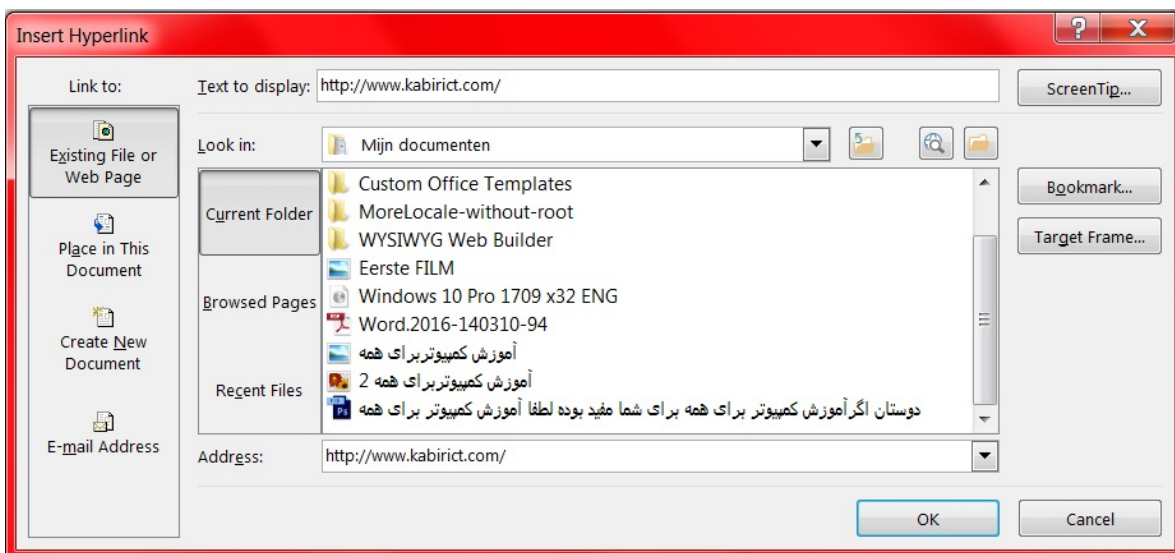 Insert Hyperlink
Link to:
Text to display: http://www.kabirict.com/
ScreenTip...
Existing File or
Web Page
Look in: Mijn documenten
Current Folder
Custom Office Templates
MoreLocale-without-root
WYSIWYG Web Builder
Eerste FILM
Windows 10 Pro 1709 x32 ENG
Word.2016-140310-94
آموزش کمپیوتربرای همه
آموزش کمپیوتربرای همه 2
دوستان اگرآموزش کمپیوتر برای همه برای شما مفید بوده لطفا آموزش کمپیوتر برای همه
Bookmark...
Target Frame...
Place in This
Document
Browsed Pages
Create New
Document
Recent Files
E-mail Address
Address: http://www.kabirict.com/
OK
Cancel